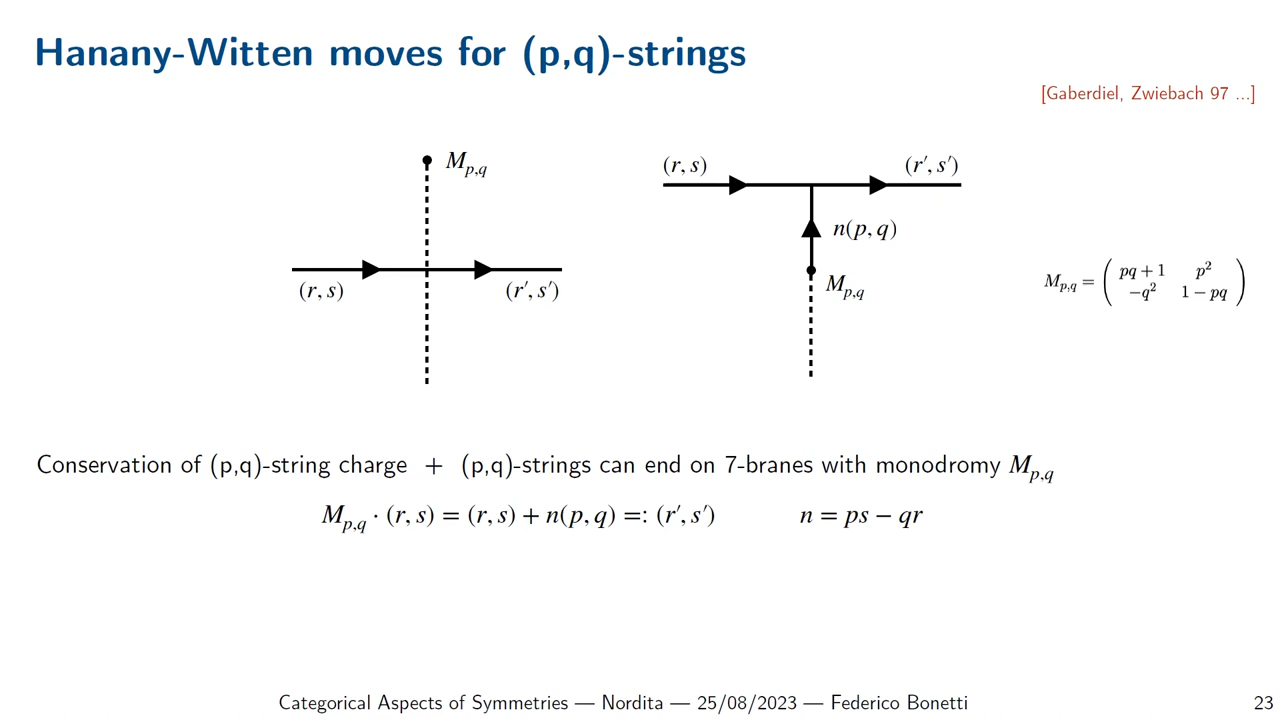 Hanany-Witten moves for (p,q)-strings
[Gaberdiel, Zwiebach 97 ...]
M_{p,q}
(r, s)
(r′, s′)
(r, s)
(r′, s′)
n(p, q)
M_{p,q}
M_{p,q} = ( pq + 1   p²
−q²   1 − pq )
Conservation of (p,q)-string charge + (p,q)-strings can end on 7-branes with monodromy M_{p,q}
M_{p,q} · (r, s) = (r, s) + n(p, q) =: (r′, s′)   n = ps − qr
Categorical Aspects of Symmetries — Nordita — 25/08/2023 — Federico Bonetti
23